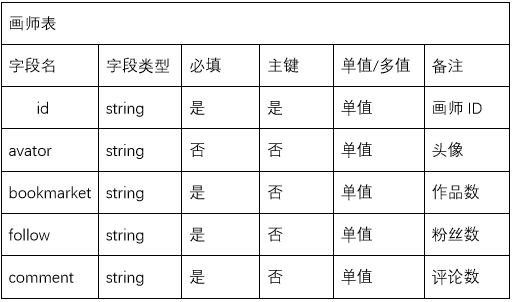 画师表
字段名 字段类型 必填 主键 单值/多值 备注
id string 是 是 单值 画师 ID
avator string 否 否 单值 头像
bookmarket string 是 否 单值 作品数
follow string 是 否 单值 粉丝数
comment string 是 否 单值 评论数